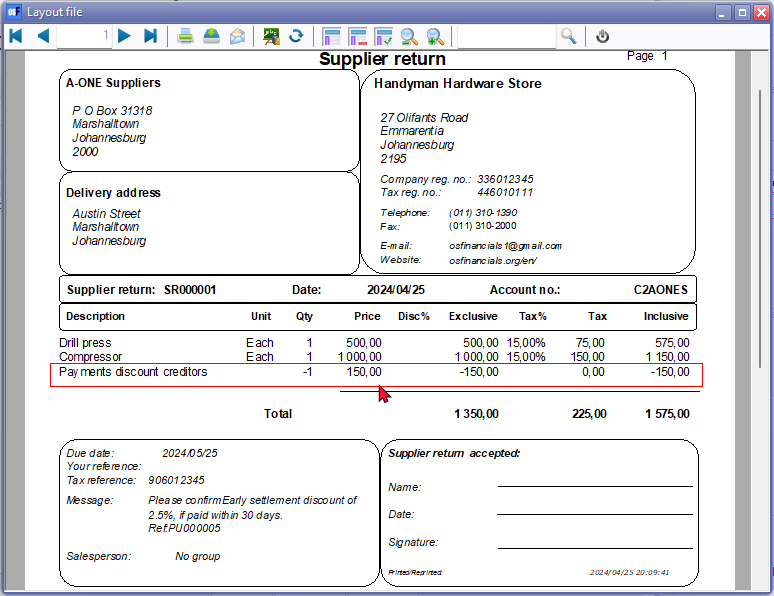 Layout file
1
Supplier return
Page 1
A-ONE Suppliers
P O Box 31318
Marshalltown
Johannesburg
2000
Handyman Hardware Store
27 Olifants Road
Emmarentia
Johannesburg
2195
Company reg. no.: 336012345
Tax reg. no.: 446010111
Telephone: (011) 310-1390
Fax: (011) 310-2000
E-mail: osfinancials1@gmail.com
Website: osfinancials.org/en/
Delivery address
Austin Street
Marshalltown
Johannesburg
Supplier return: SR000001 Date: 2024/04/25 Account no.: C2AONES
Description Unit Qty Price Disc% Exclusive Tax% Tax Inclusive
Drill press Each 1 500,00 500,00 15,00% 75,00 575,00
Compressor Each 1 1 000,00 1 000,00 15,00% 150,00 1 150,00
Payments discount creditors -1 150,00 -150,00 0,00 -150,00
Total 1 350,00 225,00 1 575,00
Due date: 2024/05/25
Your reference:
Tax reference: 906012345
Message: Please confirmEarly settlement discount of
2.5%, if paid within 30 days.
Ref:PU000005
Salesperson: No group
Supplier return accepted:
Name:
Date:
Signature:
Printed/Reprinted: 2024/04/25 20:09:41